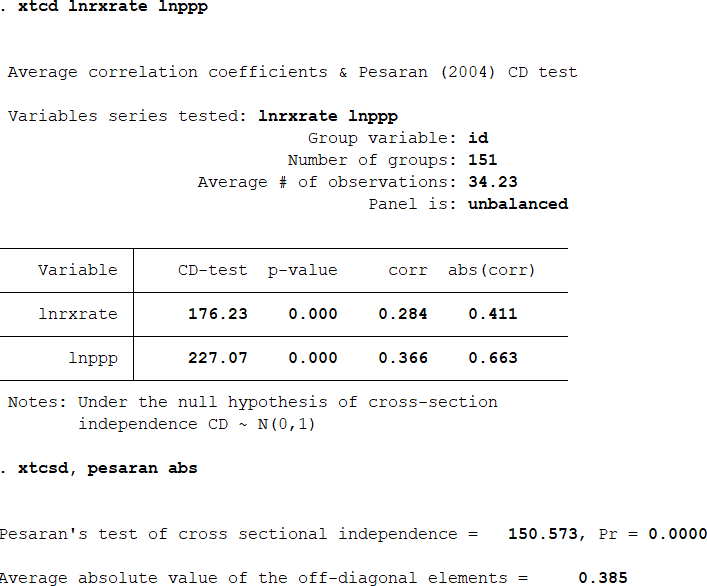 . xtcd lnrxrate lnppp
Average correlation coefficients & Pesaran (2004) CD test
Variables series tested: lnrxrate lnppp
Group variable: id
Number of groups: 151
Average # of observations: 34.23
Panel is: unbalanced
Variable CD-test p-value corr abs(corr)
lnrxrate 176.23 0.000 0.284 0.411
lnppp 227.07 0.000 0.366 0.663
Notes: Under the null hypothesis of cross-section
independence CD ~ N(0,1)
. xtcsd, pesaran abs
Pesaran's test of cross sectional independence = 150.573, Pr = 0.0000
Average absolute value of the off-diagonal elements = 0.385